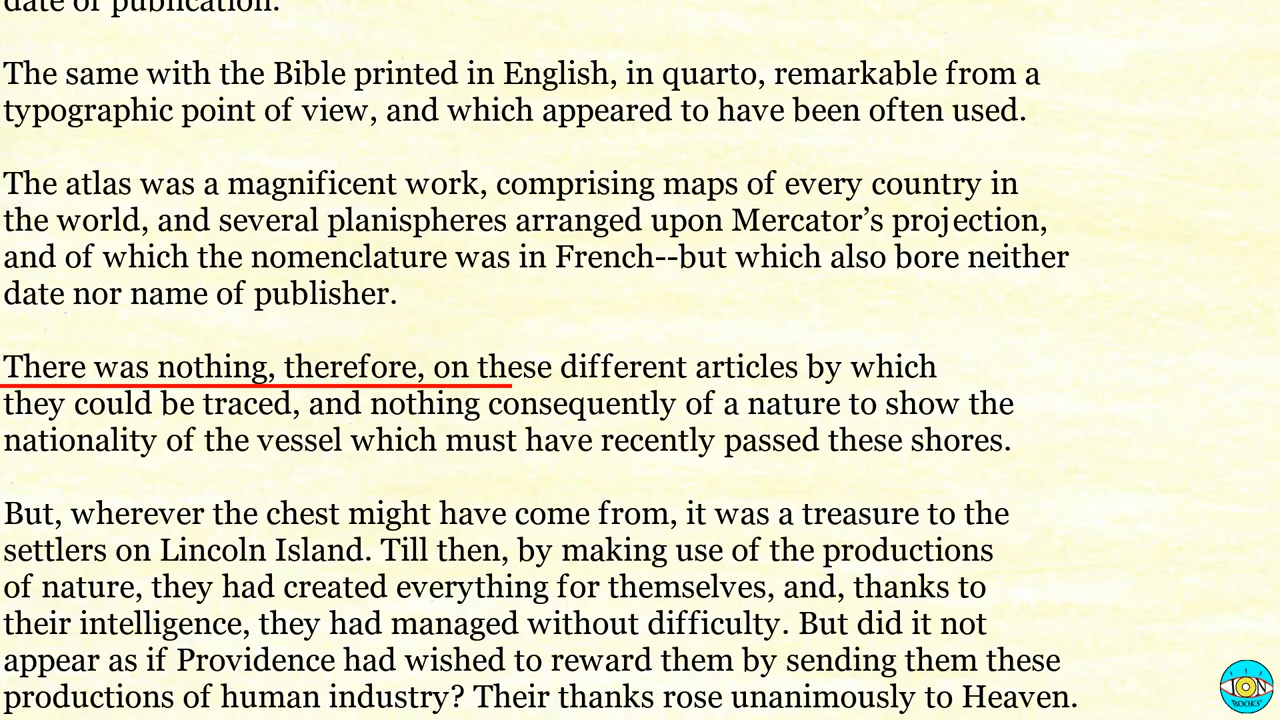 date or publication.
The same with the Bible printed in English, in quarto, remarkable from a
typographic point of view, and which appeared to have been often used.
The atlas was a magnificent work, comprising maps of every country in
the world, and several planispheres arranged upon Mercator’s projection,
and of which the nomenclature was in French--but which also bore neither
date nor name of publisher.
There was nothing, therefore, on these different articles by which
they could be traced, and nothing consequently of a nature to show the
nationality of the vessel which must have recently passed these shores.
But, wherever the chest might have come from, it was a treasure to the
settlers on Lincoln Island. Till then, by making use of the productions
of nature, they had created everything for themselves, and, thanks to
their intelligence, they had managed without difficulty. But did it not
appear as if Providence had wished to reward them by sending them these
productions of human industry? Their thanks rose unanimously to Heaven.
ION
BOOKS